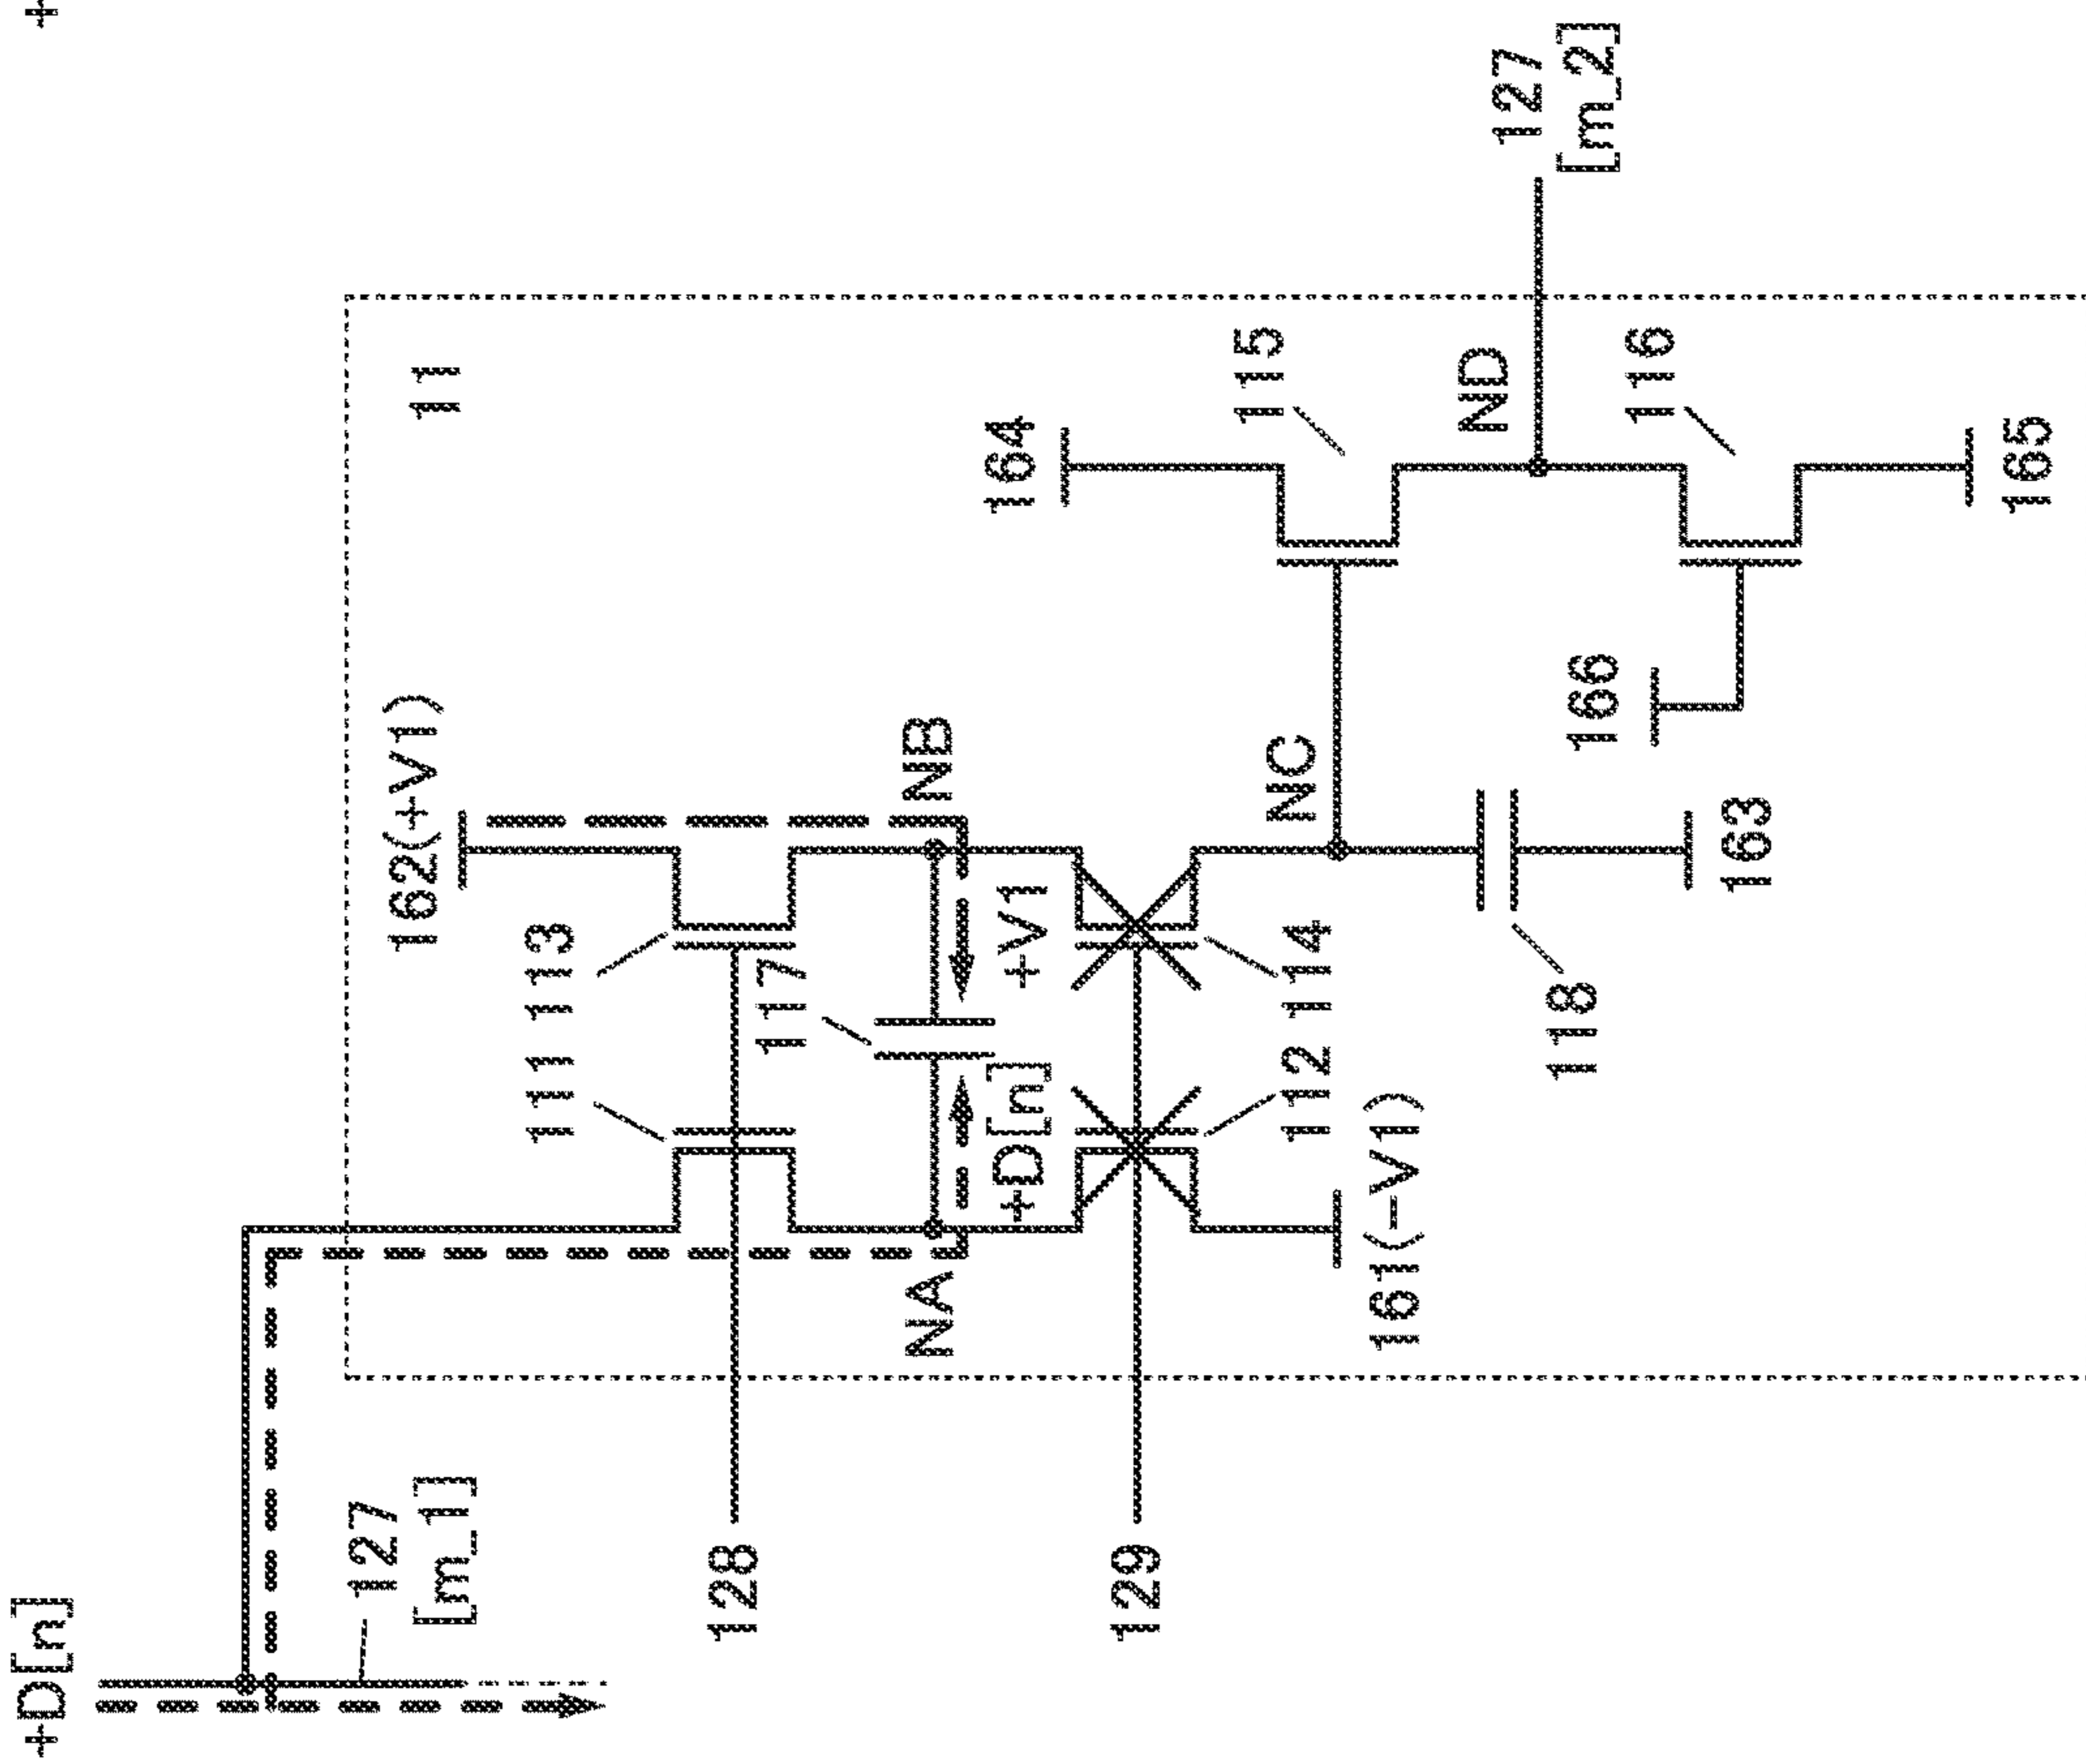 +
+D[n]
127
[m_1]
128
129
11
162(+V1)
111
113
117
NA
NB
+D[n]
+V1
112
114
161(-V1)
NC
118
163
164
115
ND
127
[m_2]
116
166
165